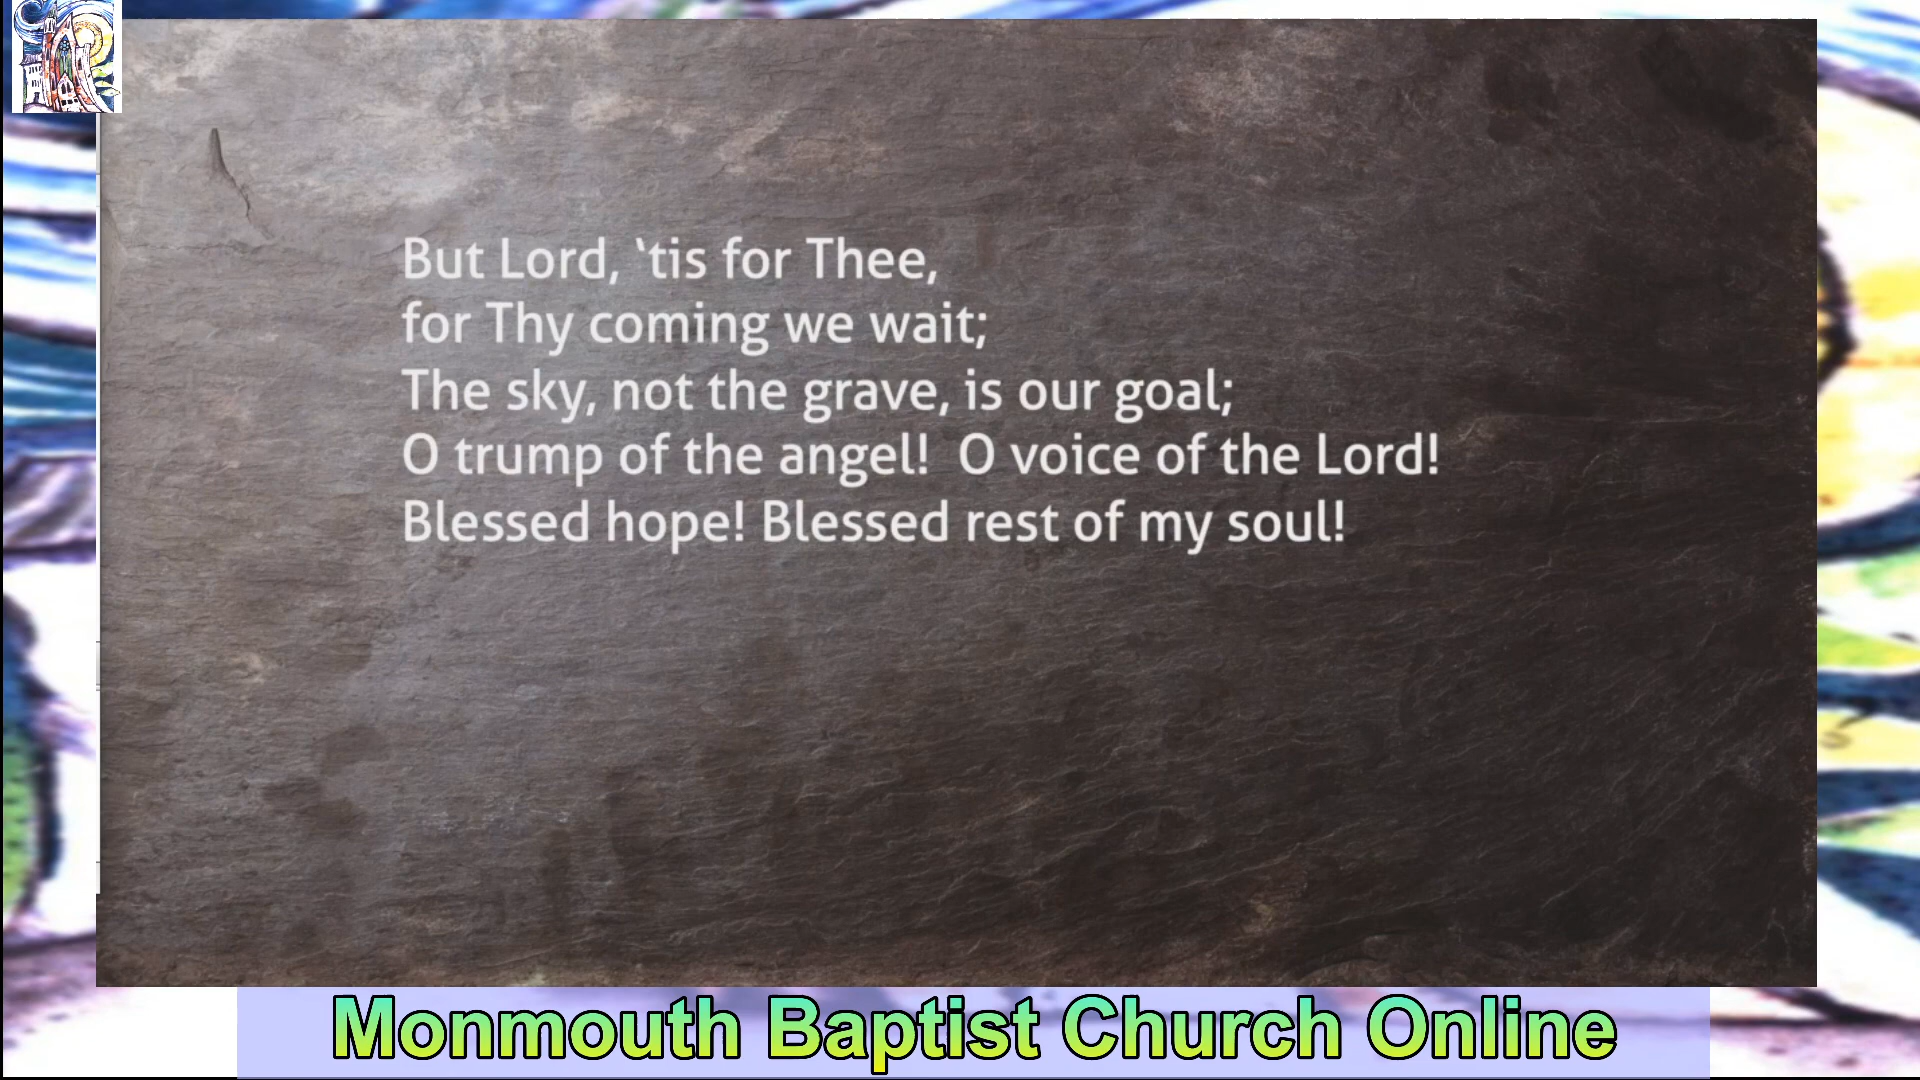 But Lord, ‘tis for Thee,
for Thy coming we wait;
The sky, not the grave, is our goal;
O trump of the angel!  O voice of the Lord!
Blessed hope! Blessed rest of my soul!
Monmouth Baptist Church Online